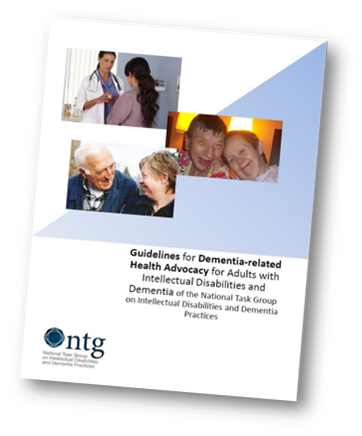 Guidelines for Dementia-related
Health Advocacy for Adults with
Intellectual Disabilities and
Dementia of the National Task Group
on Intellectual Disabilities and Dementia
Practices
ntg
National Task Group
on Intellectual Disabilities
and Dementia Practices